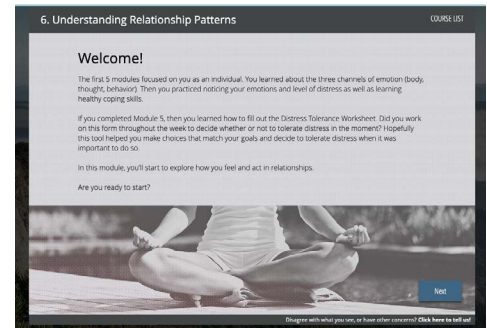 6. Understanding Relationship Patterns
COURSE LIST
Welcome!
The first 5 modules focused on you as an individual. You learned about the three channels of emotion (body,
thought, behavior). Then you practiced noticing your emotions and level of distress as well as learning
healthy coping skills.
If you completed Module 5, then you learned how to fill out the Distress Tolerance Worksheet. Did you work
on this form throughout the week to decide whether or not to tolerate distress in the moment? Hopefully
this tool helped you make choices that match your goals and decide to tolerate distress when it was
important to do so.
In this module, you'll start to explore how you feel and act in relationships.
Are you ready to start?
Next
Disagree with what you see, or have other concerns? Click here to tell us!